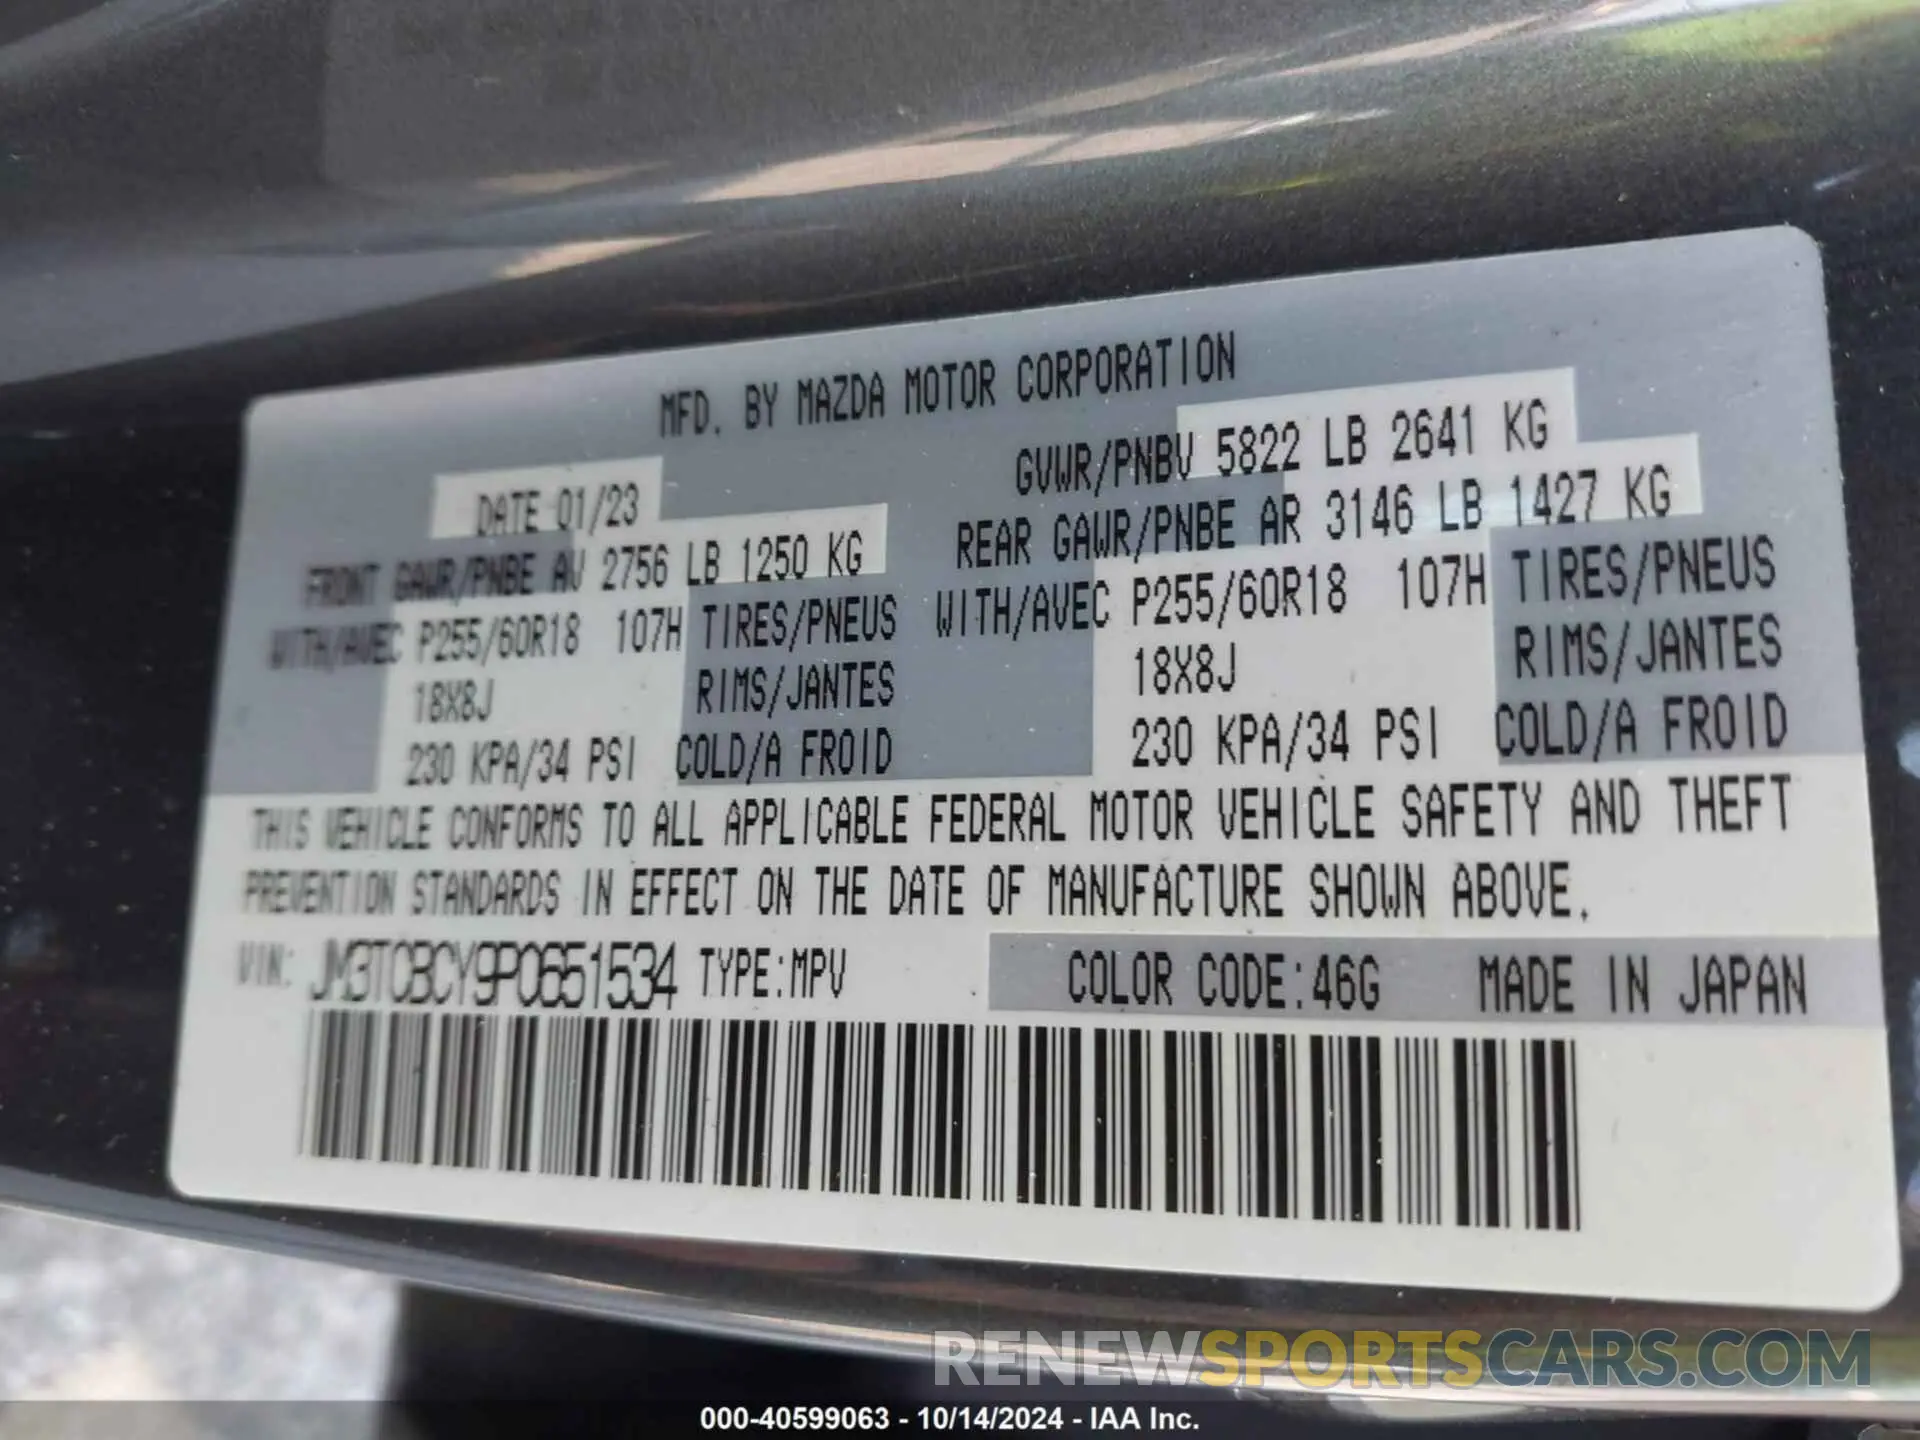 MFD. BY MAZDA MOTOR CORPORATION
DATE 01/23
GVWR/PNBV 5822 LB 2641 KG
FRONT GAWR/PNBE AV 2756 LB 1250 KG
REAR GAWR/PNBE AR 3146 LB 1427 KG
WITH/AVEC P255/60R18 107H TIRES/PNEUS
WITH/AVEC P255/60R18 107H TIRES/PNEUS
18X8J RIMS/JANTES
18X8J RIMS/JANTES
230 KPA/34 PSI COLD/A FROID
230 KPA/34 PSI COLD/A FROID
THIS VEHICLE CONFORMS TO ALL APPLICABLE FEDERAL MOTOR VEHICLE SAFETY AND THEFT
PREVENTION STANDARDS IN EFFECT ON THE DATE OF MANUFACTURE SHOWN ABOVE.
VIN: JM3TCBCY9P0651534 TYPE:MPV COLOR CODE:46G MADE IN JAPAN
RENEWSPORTSCARS.COM
000-40599063 - 10/14/2024 - IAA Inc.